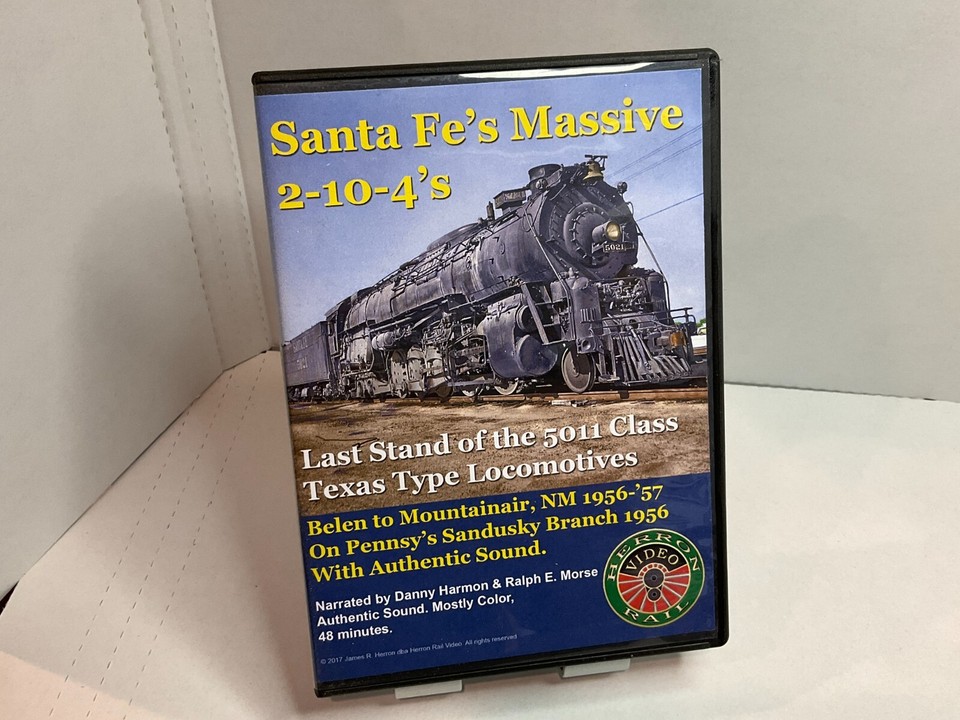 Santa Fe's Massive
2-10-4's
5021
Last Stand of the 5011 Class
Texas Type Locomotives
Belen to Mountainair, NM 1956-'57
On Pennsy's Sandusky Branch 1956
With Authentic Sound.
Narrated by Danny Harmon & Ralph E. Morse
Authentic Sound. Mostly Color,
48 minutes.
HERRON
VIDEO
RAIL
© 2017 James R. Herron dba Herron Rail Video. All rights reserved